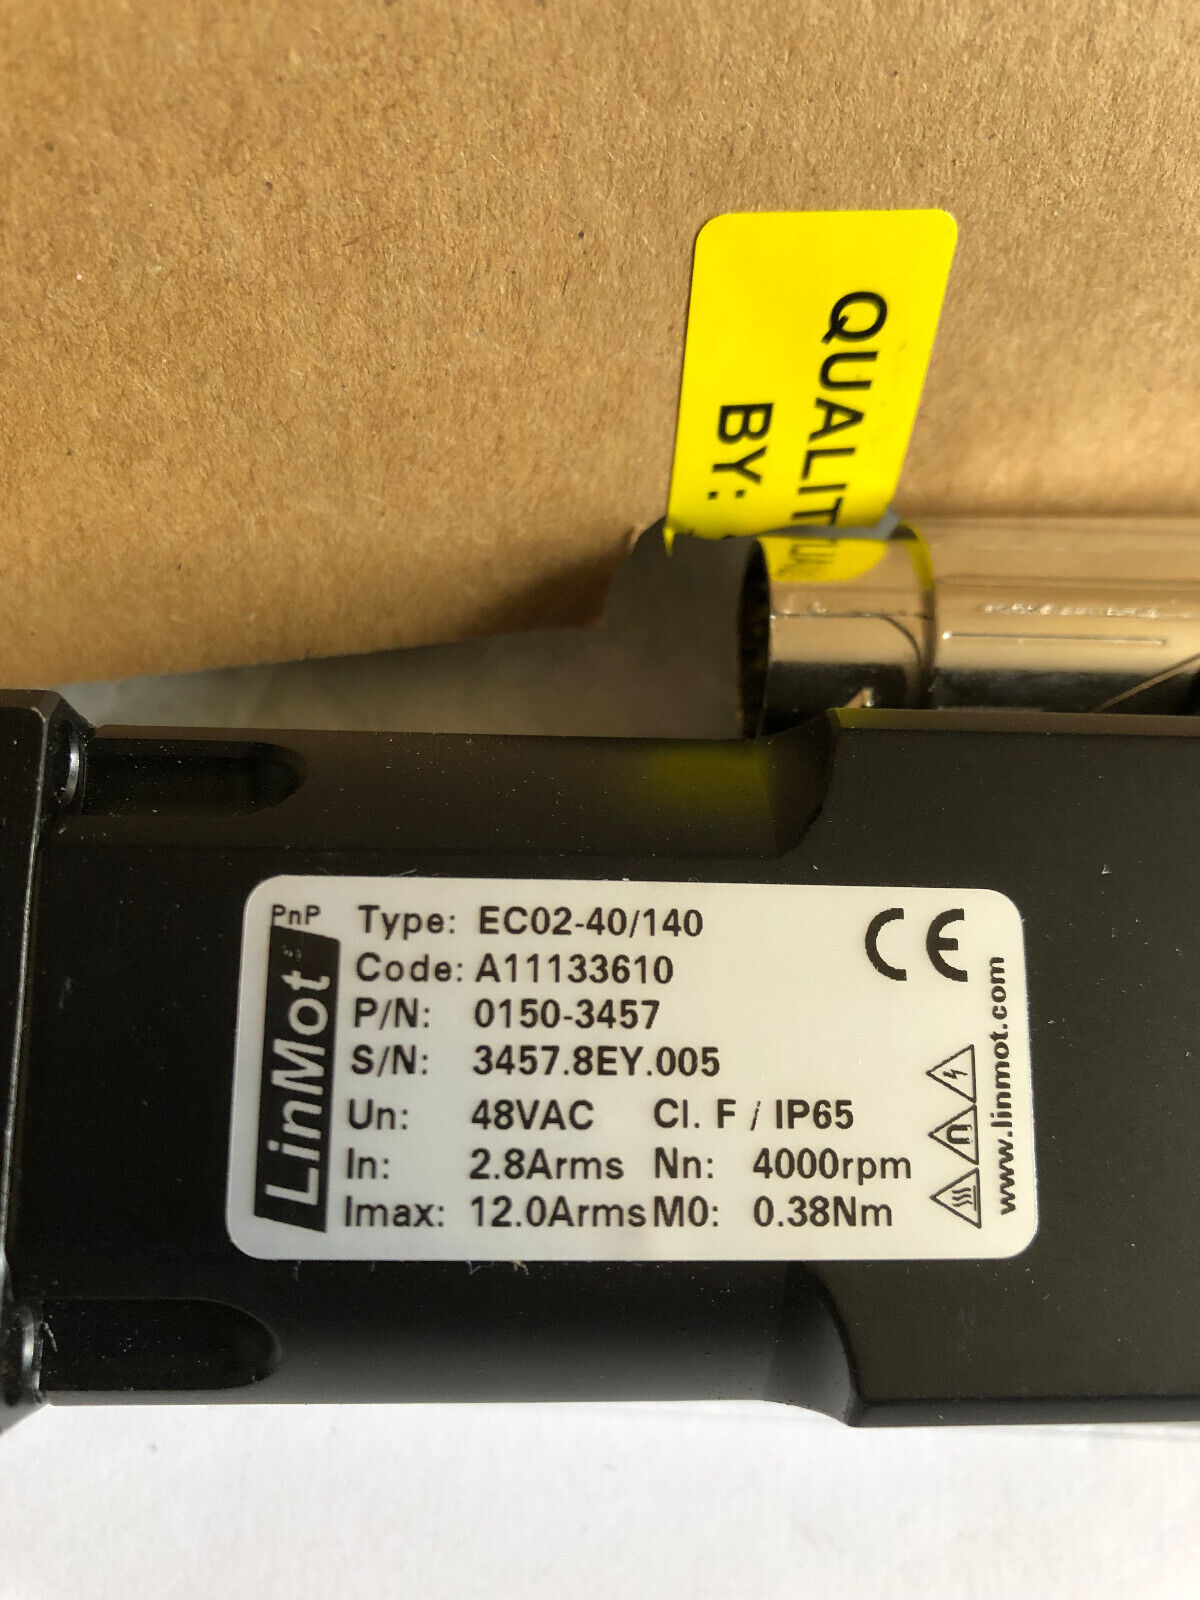 QUALIT
BY:
PnP
LinMot
Type: EC02-40/140
Code: A11133610
P/N: 0150-3457
S/N: 3457.8EY.005
Un: 48VAC Cl. F / IP65
In: 2.8Arms Nn: 4000rpm
Imax: 12.0Arms M0: 0.38Nm
CE
www.linmot.com